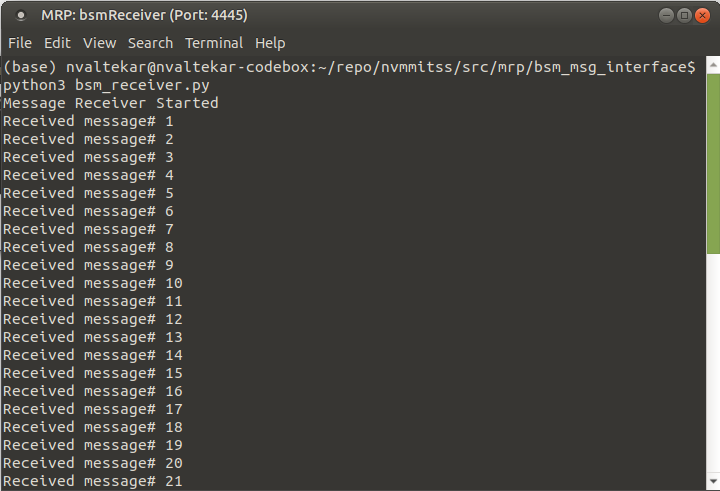 MRP: bsmReceiver (Port: 4445)
File Edit View Search Terminal Help
(base) nvaltekar@nvaltekar-codebox:~/repo/nvmmitss/src/mrp/bsm_msg_interface$
python3 bsm_receiver.py
Message Receiver Started
Received message# 1
Received message# 2
Received message# 3
Received message# 4
Received message# 5
Received message# 6
Received message# 7
Received message# 8
Received message# 9
Received message# 10
Received message# 11
Received message# 12
Received message# 13
Received message# 14
Received message# 15
Received message# 16
Received message# 17
Received message# 18
Received message# 19
Received message# 20
Received message# 21